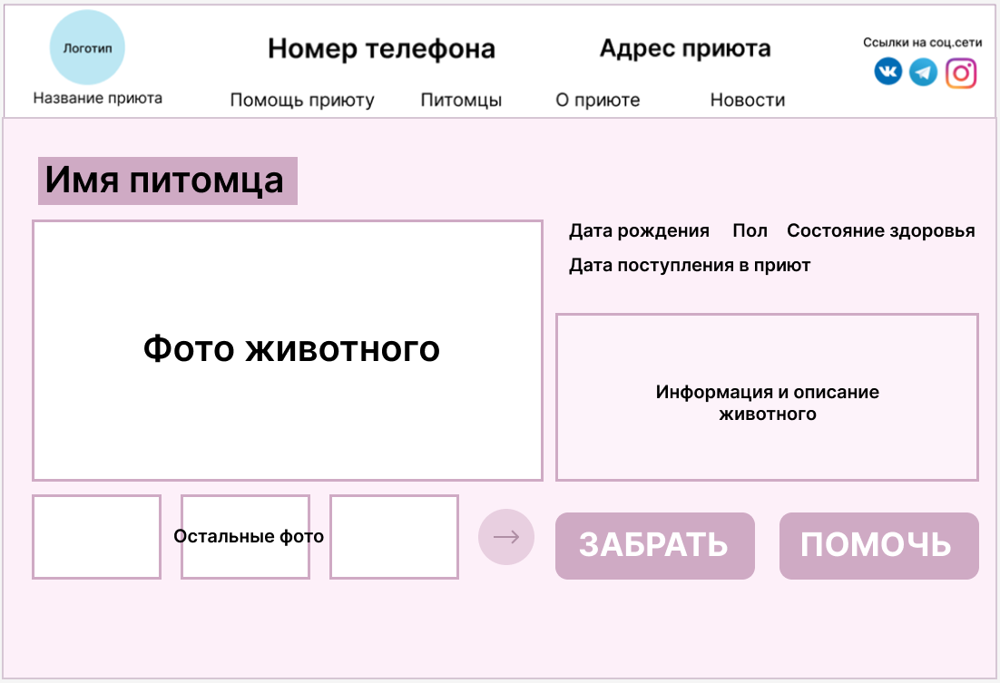 Логотип
Название приюта
Номер телефона
Адрес приюта
Ссылки на соц.сети
Помощь приюту
Питомцы
О приюте
Новости
Имя питомца
Фото животного
Дата рождения
Пол
Состояние здоровья
Дата поступления в приют
Информация и описание
животного
Остальные фото
ЗАБРАТЬ
ПОМОЧЬ